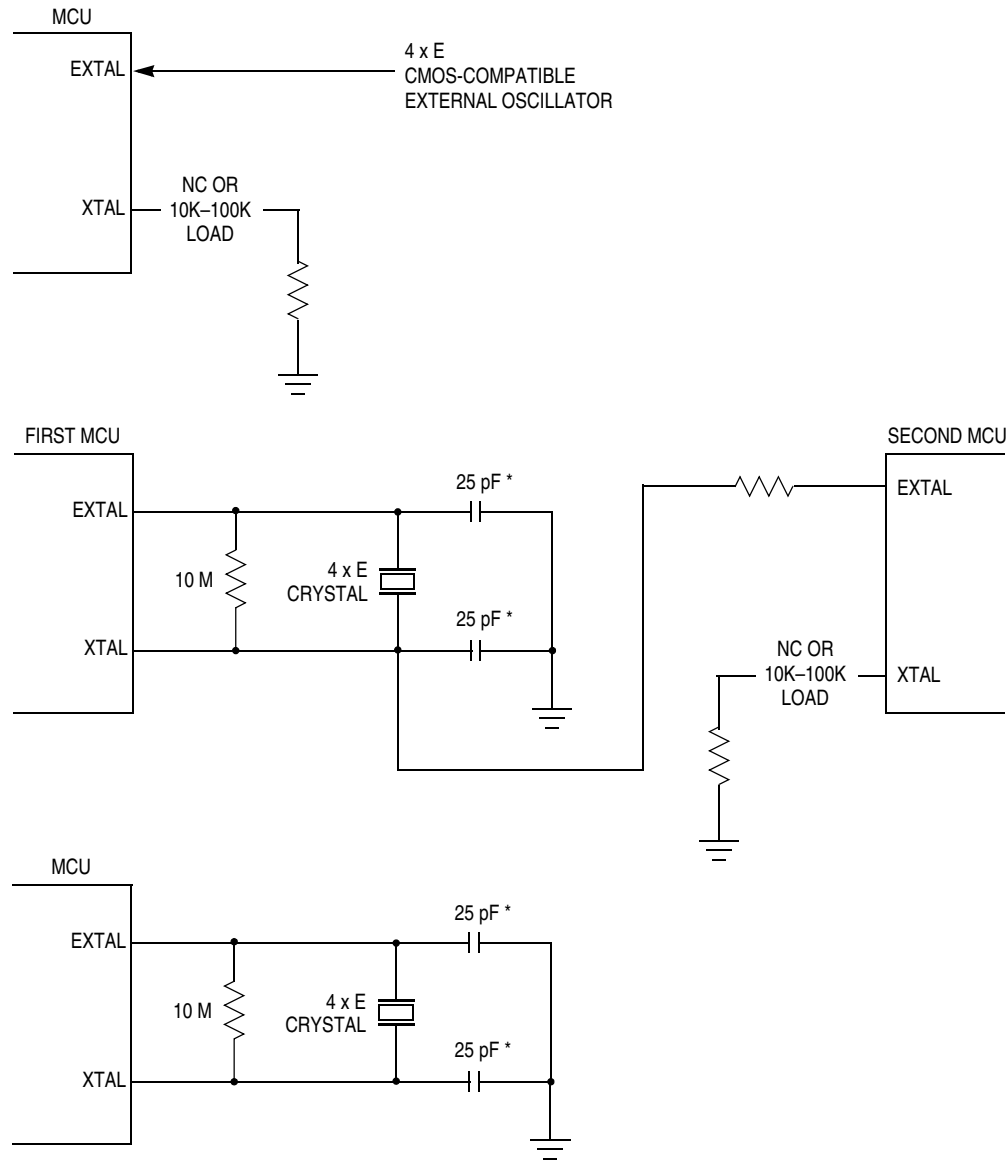 MCU
EXTAL
4 x E
CMOS-COMPATIBLE
EXTERNAL OSCILLATOR
XTAL
NC OR
10K–100K
LOAD
FIRST MCU
SECOND MCU
EXTAL
25 pF *
EXTAL
10 M
4 x E
CRYSTAL
25 pF *
XTAL
NC OR
10K–100K
LOAD
XTAL
MCU
EXTAL
25 pF *
10 M
4 x E
CRYSTAL
25 pF *
XTAL